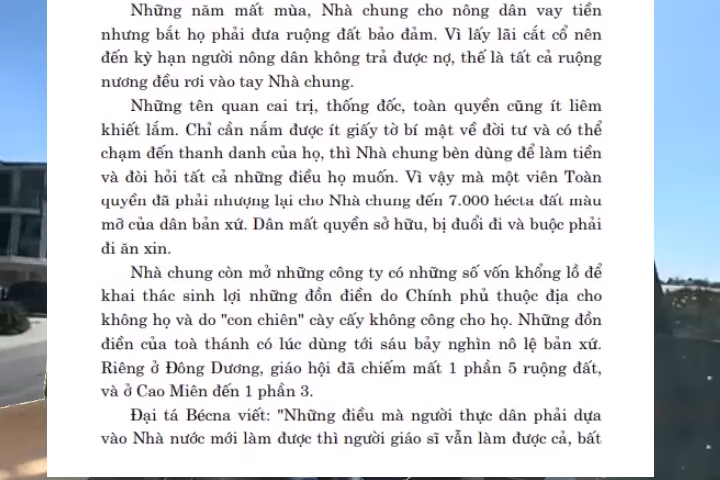 Những năm mất mùa, Nhà chung cho nông dân vay tiền
nhưng bắt họ phải đưa ruộng đất bảo đảm. Vì lấy lãi cắt cổ nên
đến kỳ hạn người nông dân không trả được nợ, thế là tất cả ruộng
nương đều rơi vào tay Nhà chung.
Những tên quan cai trị, thống đốc, toàn quyền cũng ít liêm
khiết lắm. Chỉ cần nắm được ít giấy tờ bí mật về đời tư và có thể
chạm đến thanh danh của họ, thì Nhà chung bèn dùng để làm tiền
và đòi hỏi tất cả những điều họ muốn. Vì vậy mà một viên Toàn
quyền đã phải nhượng lại cho Nhà chung đến 7.000 hécta đất màu
mỡ của dân bản xứ. Dân mất quyền sở hữu, bị đuổi đi và buộc phải
đi ăn xin.
Nhà chung còn mở những công ty có những số vốn khổng lồ để
khai thác sinh lợi những đồn điền do Chính phủ thuộc địa cho
không họ và do "con chiên" cày cấy không công cho họ. Những đồn
điền của toà thánh có lúc dùng tới sáu bảy nghìn nô lệ bản xứ.
Riêng ở Đông Dương, giáo hội đã chiếm mất 1 phần 5 ruộng đất,
và ở Cao Miên đến 1 phần 3.
Đại tá Bécna viết: "Những điều mà người thực dân phải dựa
vào Nhà nước mới làm được thì người giáo sĩ vẫn làm được cả, bất